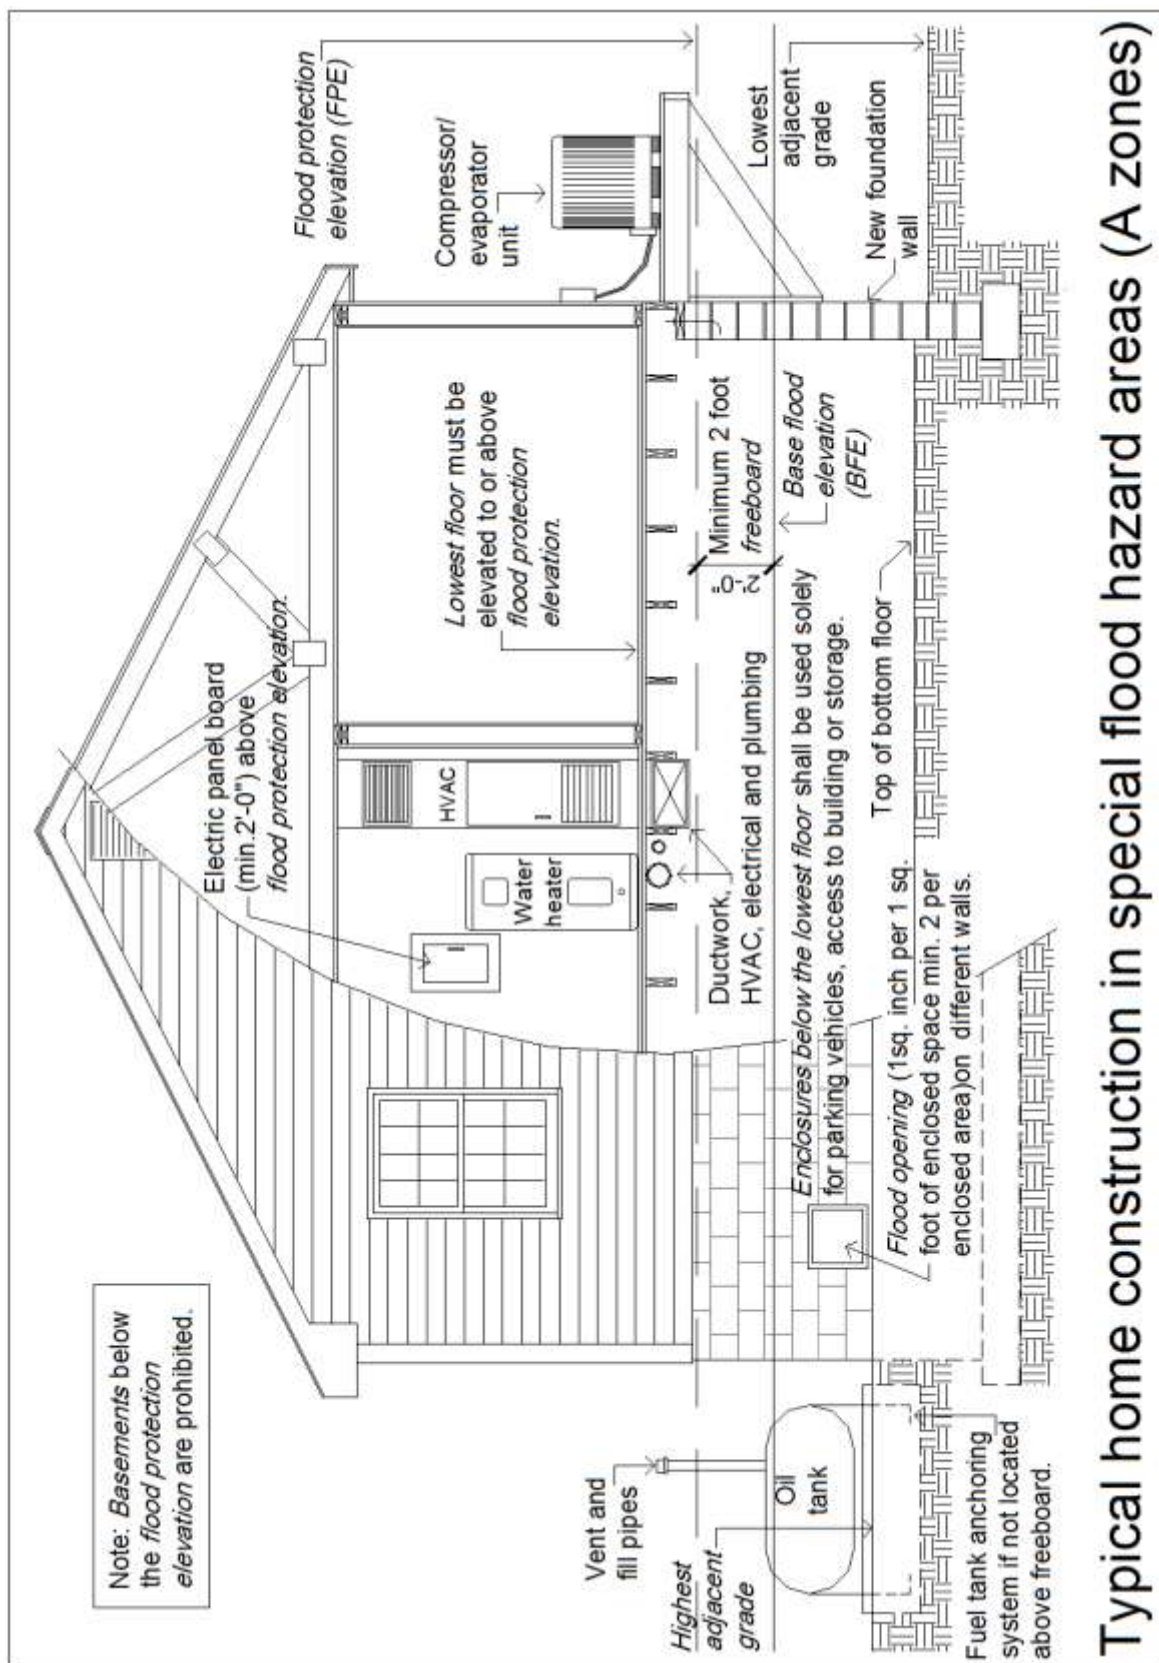 Note: Basements below
the flood protection
elevation are prohibited.
Flood protection
elevation (FPE)
Electric panel board
(min.2'-0") above
flood protection elevation.
Compressor/
evaporator
unit
Lowest floor must be
elevated to or above
flood protection
elevation.
HVAC
Water
heater
Vent and
fill pipes
Highest
adjacent
grade
Oil
tank
Ductwork,
HVAC, electrical and plumbing
2'-0"
Minimum 2 foot
freeboard
Base flood
elevation
(BFE)
Lowest
adjacent
grade
New foundation
wall
Enclosures below the lowest floor shall be used solely
for parking vehicles, access to building or storage.
Top of bottom floor
Flood opening (1sq. inch per 1 sq.
foot of enclosed space min. 2 per
enclosed area)on different walls.
Fuel tank anchoring
system if not located
above freeboard.
Typical home construction in special flood hazard areas (A zones)